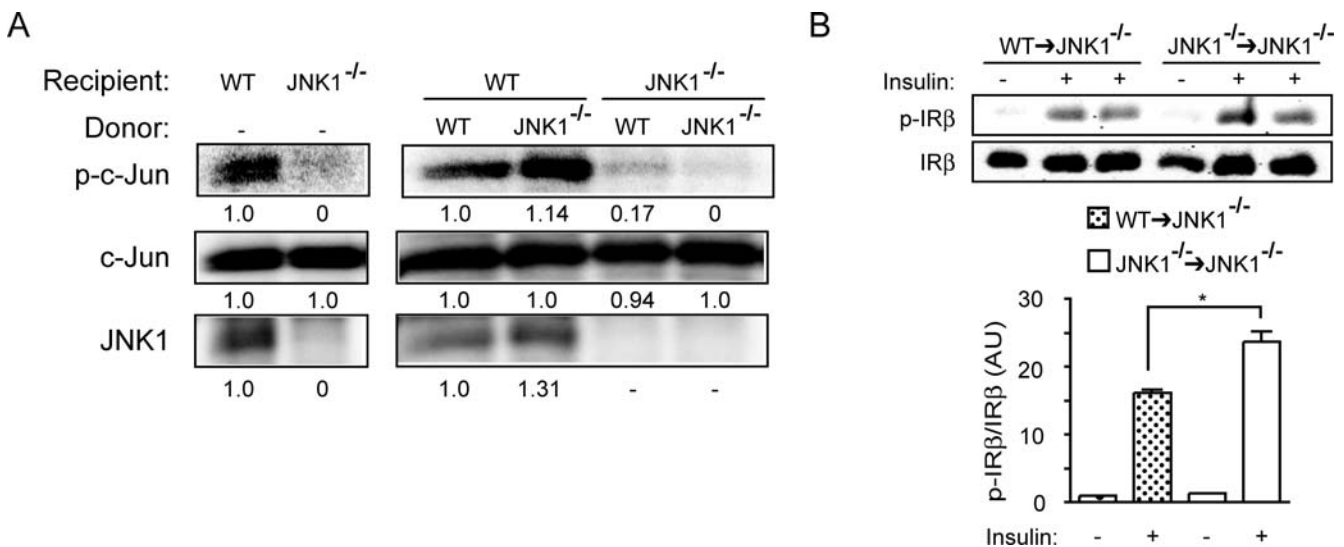 A
Recipient: WT JNK1-/- WT JNK1-/-
Donor: - - WT JNK1-/- WT JNK1-/-
p-c-Jun
1.0 0 1.0 1.14 0.17 0
c-Jun
1.0 1.0 1.0 1.0 0.94 1.0
JNK1
1.0 0 1.0 1.31 - -
B
WT→JNK1-/- JNK1-/-→JNK1-/-
Insulin: - + + - + +
p-IRβ
IRβ
WT→JNK1-/-
JNK1-/-→JNK1-/-
p-IRβ/IRβ (AU)
30
20
10
0
*
Insulin: - + - +